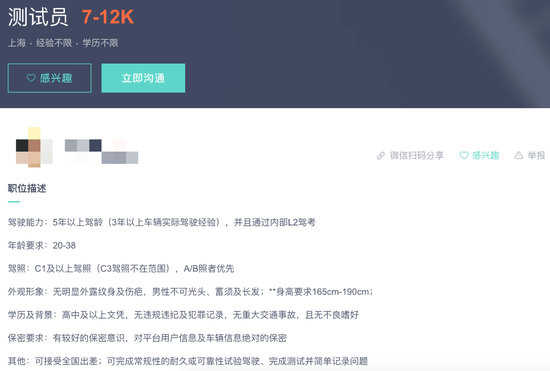 测试员 7-12K
上海 · 经验不限 · 学历不限
感兴趣 立即沟通
微信扫码分享 感兴趣 举报
职位描述
驾驶能力：5年以上驾龄（3年以上车辆实际驾驶经验），并且通过内部L2驾考
年龄要求：20-38
驾照：C1及以上驾照（C3驾照不在范围），A/B照者优先
外观形象：无明显外露纹身及伤疤，男性不可光头、蓄须及长发；**身高要求165cm-190cm；
学历及背景：高中及以上文凭，无违规违纪及犯罪记录，无重大交通事故，且无不良嗜好
保密要求：有较好的保密意识，对平台用户信息及车辆信息绝对的保密
其他：可接受全国出差；可完成常规性的耐久或可靠性试验驾驶、完成测试并简单记录问题